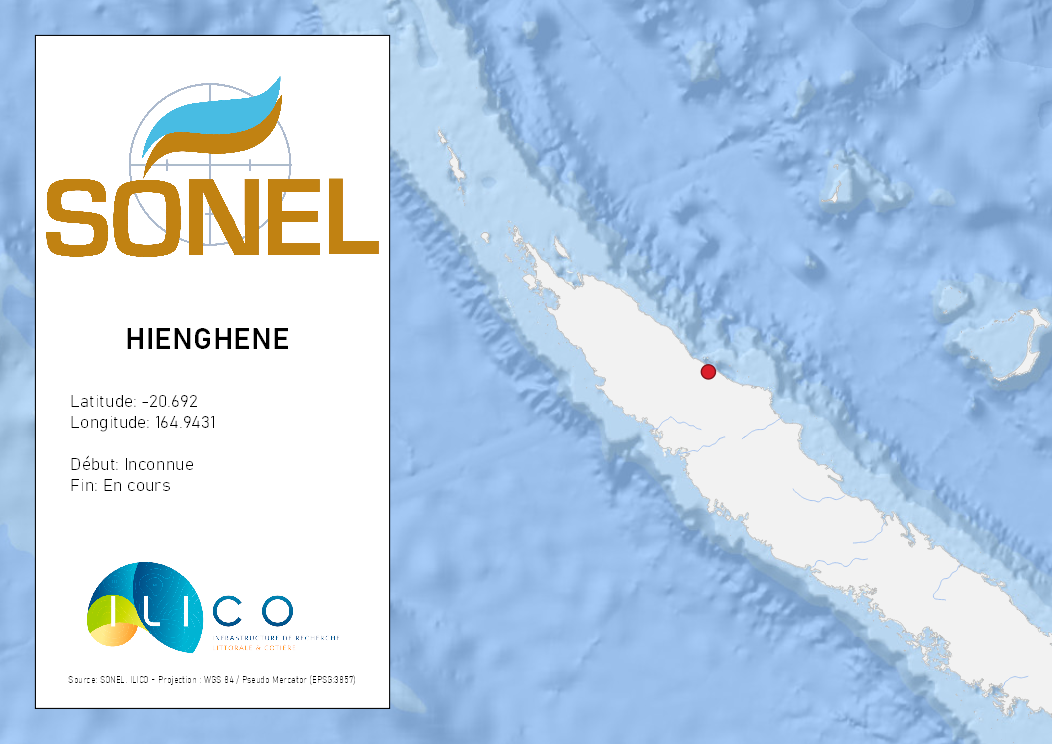 SONEL
HIENGHENE
Latitude: -20.692
Longitude: 164.9431
Début: Inconnue
Fin: En cours
ILICO
INFRASTRUCTURE DE RECHERCHE
LITTORALE & CÔTIÈRE
Source: SONEL, ILICO - Projection : WGS 84 / Pseudo Mercator (EPSG:3857)